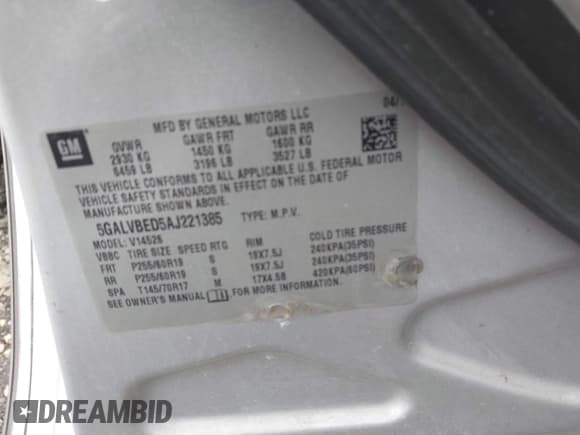 MFD BY GENERAL MOTORS LLC 04/
GM
GVWR GAWR FRT GAWR RR
2930 KG 1450 KG 1600 KG
6459 LB 3196 LB 3527 LB
THIS VEHICLE CONFORMS TO ALL APPLICABLE U.S. FEDERAL MOTOR
VEHICLE SAFETY STANDARDS IN EFFECT ON THE DATE OF
MANUFACTURE SHOWN ABOVE.
5GALVBED5AJ221385 TYPE: M.P.V.
MODEL: V14526
VBBC TIRE SIZE SPEED RTG RIM COLD TIRE PRESSURE
FRT P255/60R19 S 19X7.5J 240KPA(35PSI)
RR P255/60R19 S 19X7.5J 240KPA(35PSI)
SPA T145/70R17 M 17X4.5B 420KPA(60PSI)
SEE OWNER'S MANUAL FOR MORE INFORMATION.
DREAMBID